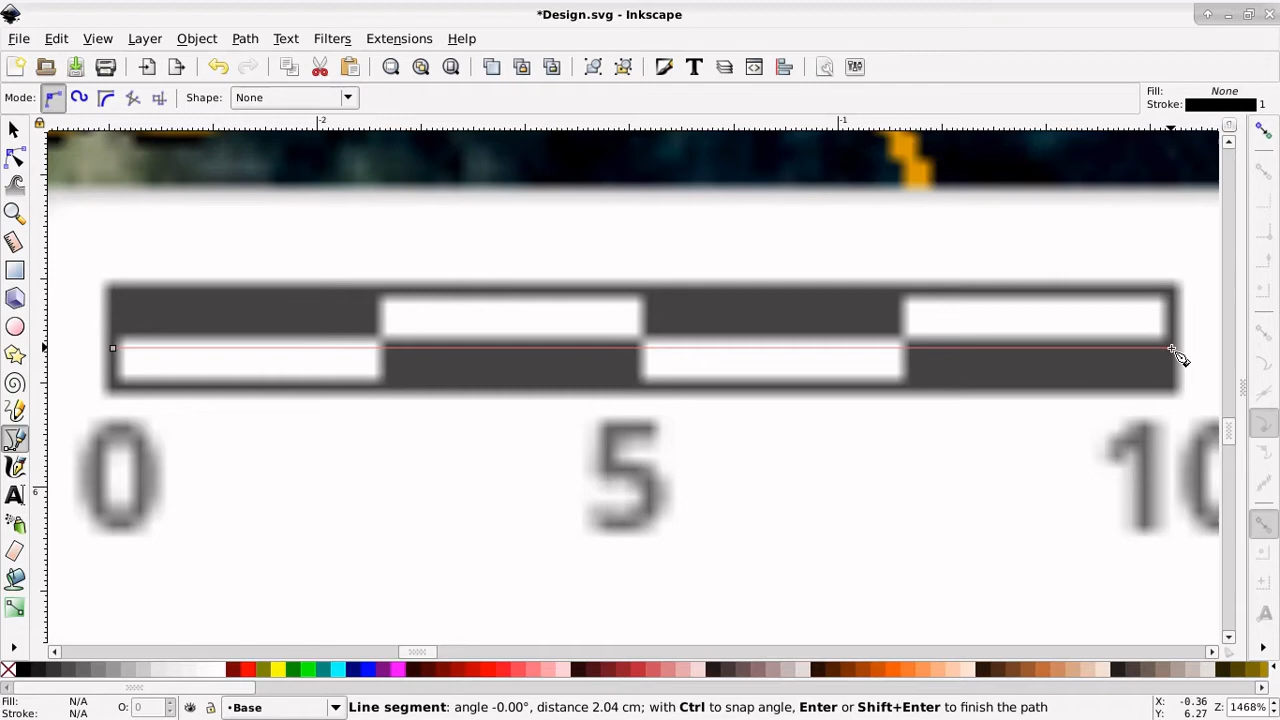 *Design.svg - Inkscape
File Edit View Layer Object Path Text Filters Extensions Help
Mode: Shape: None Fill: None
Stroke: 1
-2 -1
0 5 10
6
Fill: N/A O: 0 •Base Line segment: angle -0.00°, distance 2.04 cm; with Ctrl to snap angle, Enter or Shift+Enter to finish the path X: -0.36 Z: 1468%
Stroke: N/A Y: 6.27